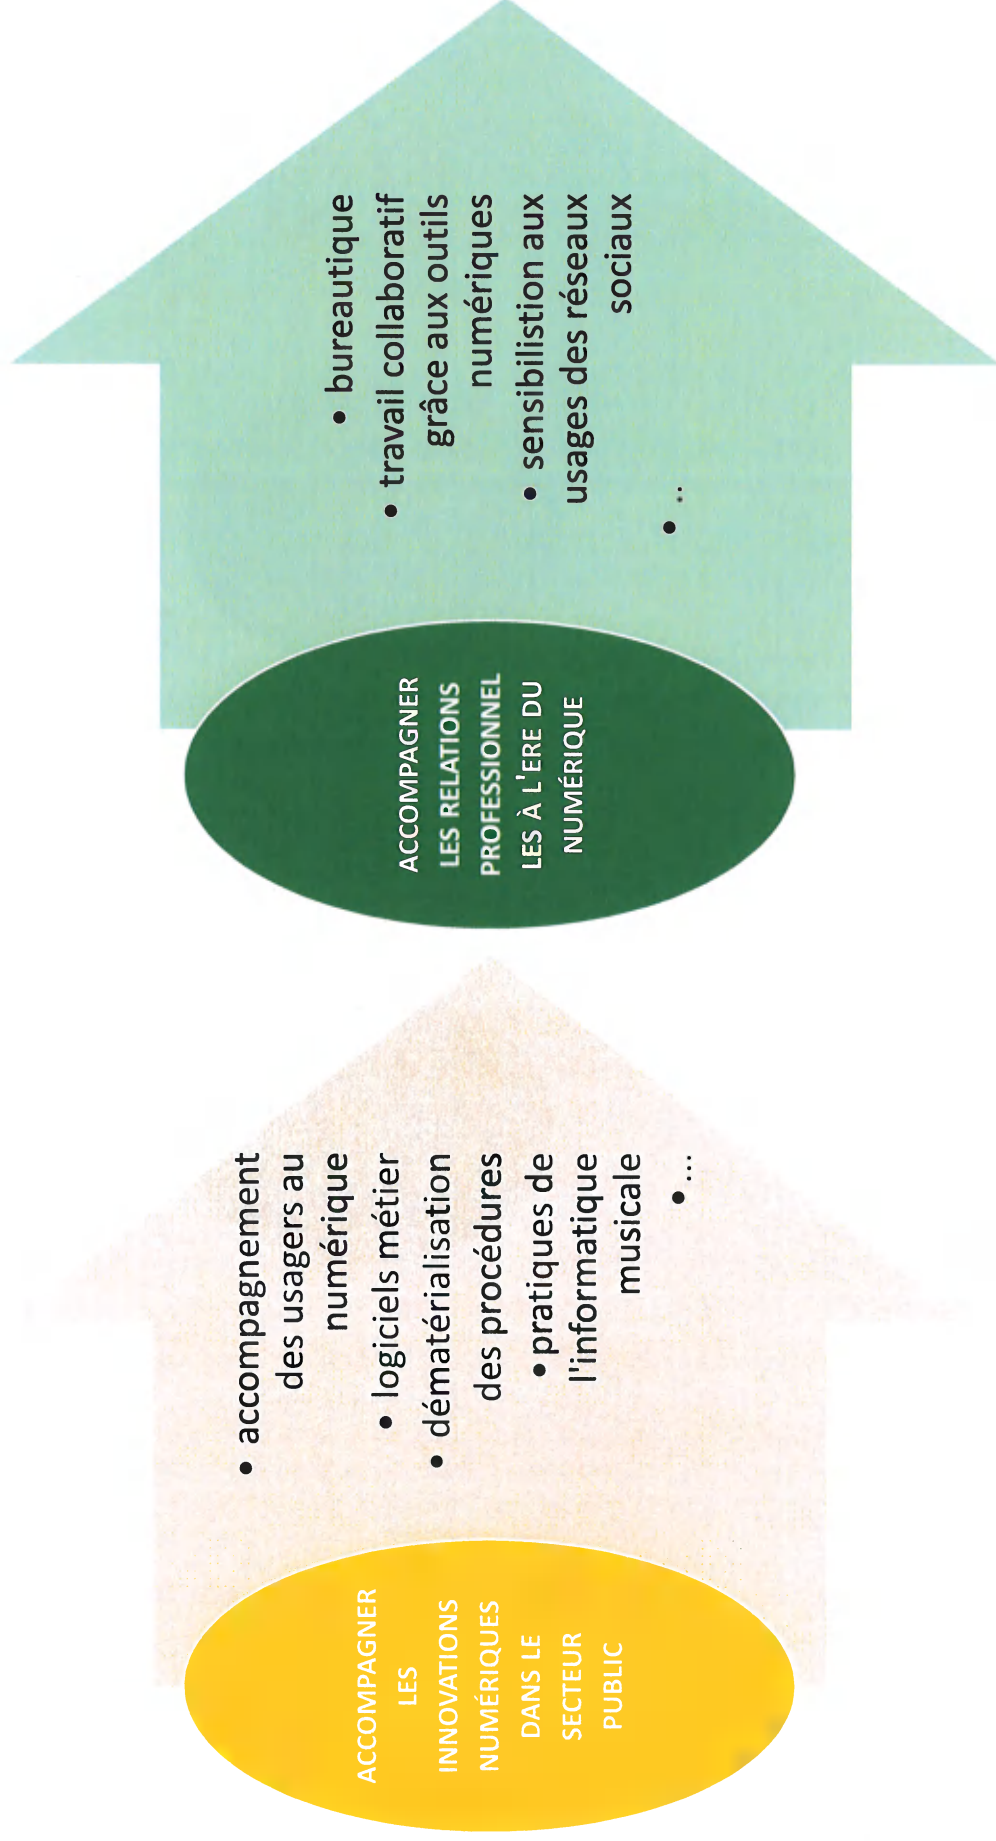 ACCOMPAGNER
LES
INNOVATIONS
NUMÉRIQUES
DANS LE
SECTEUR
PUBLIC
• accompagnement
des usagers au
numérique
• logiciels métier
• dématérialisation
des procédures
• pratiques de
l'informatique
musicale
• ...
ACCOMPAGNER
LES RELATIONS
PROFESSIONNEL
LES À L'ERE DU
NUMÉRIQUE
• bureautique
• travail collaboratif
grâce aux outils
numériques
• sensibilistion aux
usages des réseaux
sociaux
• ..